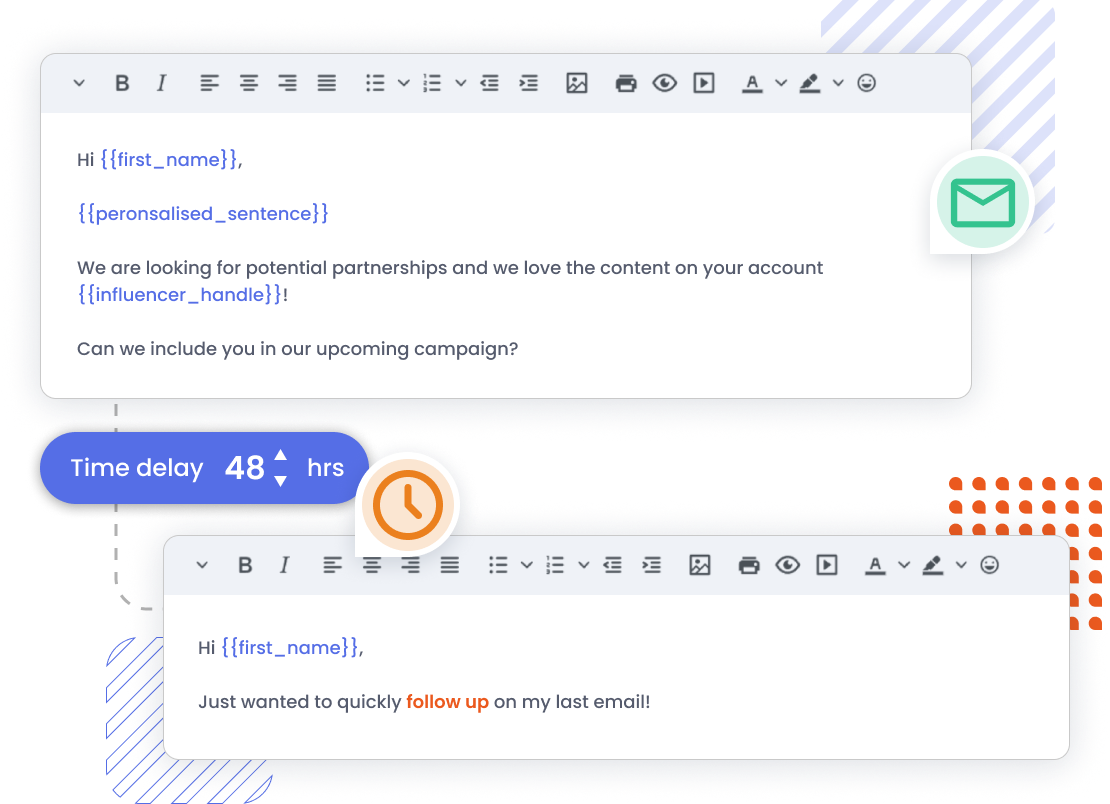 Hi {{first_name}},
{{peronsalised_sentence}}
We are looking for potential partnerships and we love the content on your account
{{influencer_handle}}!
Can we include you in our upcoming campaign?
Time delay 48 hrs
Hi {{first_name}},
Just wanted to quickly follow up on my last email!